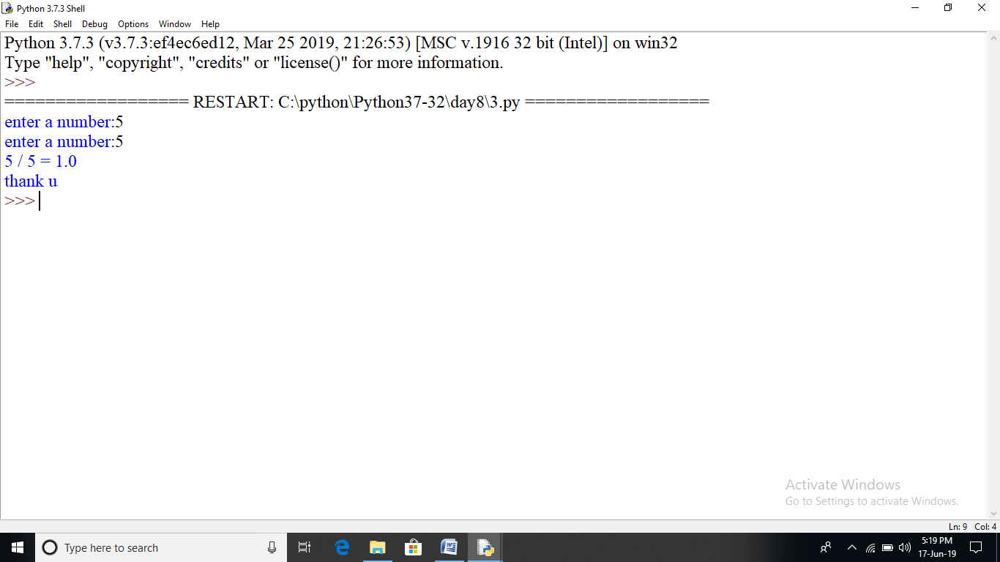 Python 3.7.3 Shell
File Edit Shell Debug Options Window Help
Python 3.7.3 (v3.7.3:ef4ec6ed12, Mar 25 2019, 21:26:53) [MSC v.1916 32 bit (Intel)] on win32
Type "help", "copyright", "credits" or "license()" for more information.
>>>
================== RESTART: C:\python\Python37-32\day8\3.py ==================
enter a number:5
enter a number:5
5 / 5 = 1.0
thank u
>>>
Activate Windows
Go to Settings to activate Windows.
Ln: 9 Col: 4
Type here to search
5:19 PM
17-Jun-19